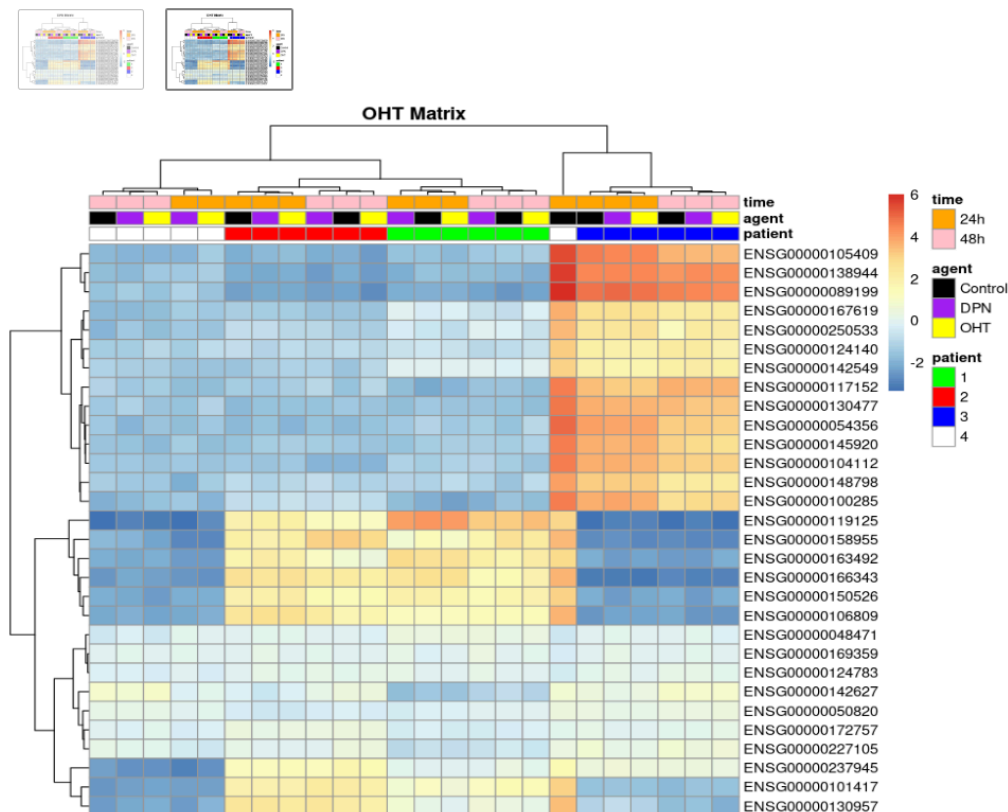 OHT Matrix
time
agent
patient
ENSG00000105409
ENSG00000138944
ENSG00000089199
ENSG00000167619
ENSG00000250533
ENSG00000124140
ENSG00000142549
ENSG00000117152
ENSG00000130477
ENSG00000054356
ENSG00000145920
ENSG00000104112
ENSG00000148798
ENSG00000100285
ENSG00000119125
ENSG00000158955
ENSG00000163492
ENSG00000166343
ENSG00000150526
ENSG00000106809
ENSG00000048471
ENSG00000169359
ENSG00000124783
ENSG00000142627
ENSG00000050820
ENSG00000172757
ENSG00000227105
ENSG00000237945
ENSG00000101417
ENSG00000130957
6
4
2
0
-2
time
24h
48h
agent
Control
DPN
OHT
patient
1
2
3
4